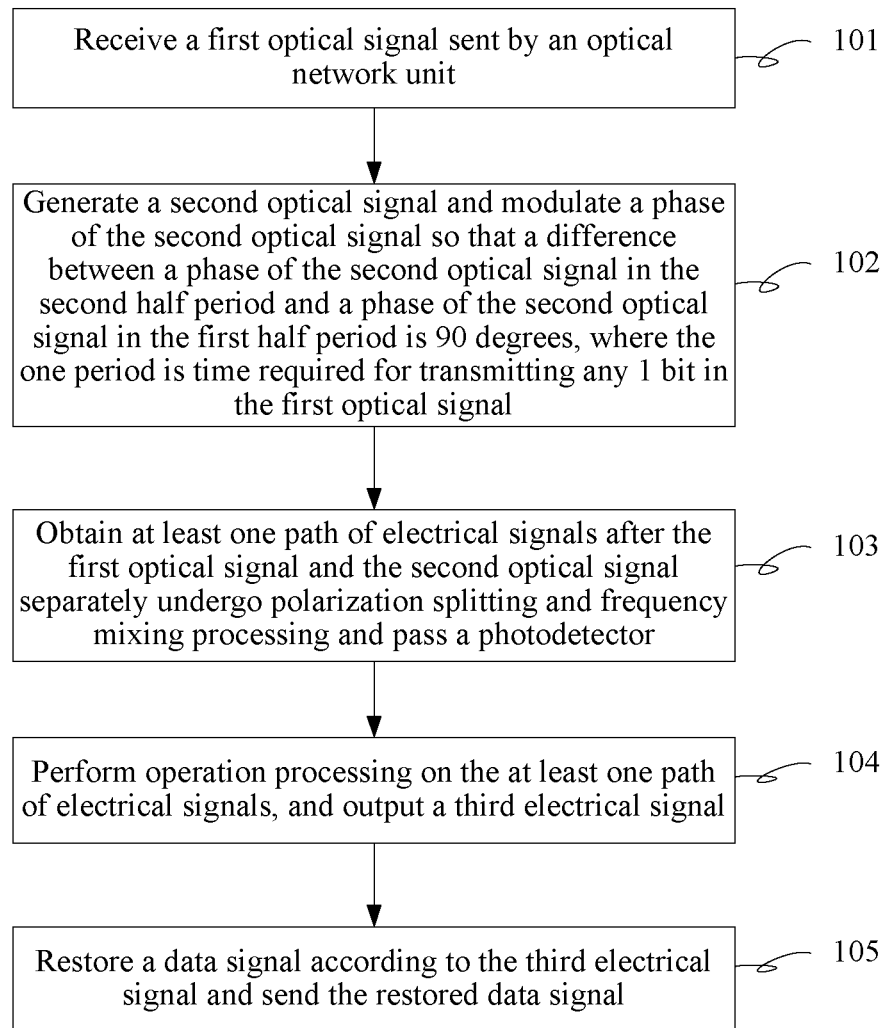 Receive a first optical signal sent by an optical
network unit
101
Generate a second optical signal and modulate a phase
of the second optical signal so that a difference
between a phase of the second optical signal in the
second half period and a phase of the second optical
signal in the first half period is 90 degrees, where the
one period is time required for transmitting any 1 bit in
the first optical signal
102
Obtain at least one path of electrical signals after the
first optical signal and the second optical signal
separately undergo polarization splitting and frequency
mixing processing and pass a photodetector
103
Perform operation processing on the at least one path
of electrical signals, and output a third electrical signal
104
Restore a data signal according to the third electrical
signal and send the restored data signal
105